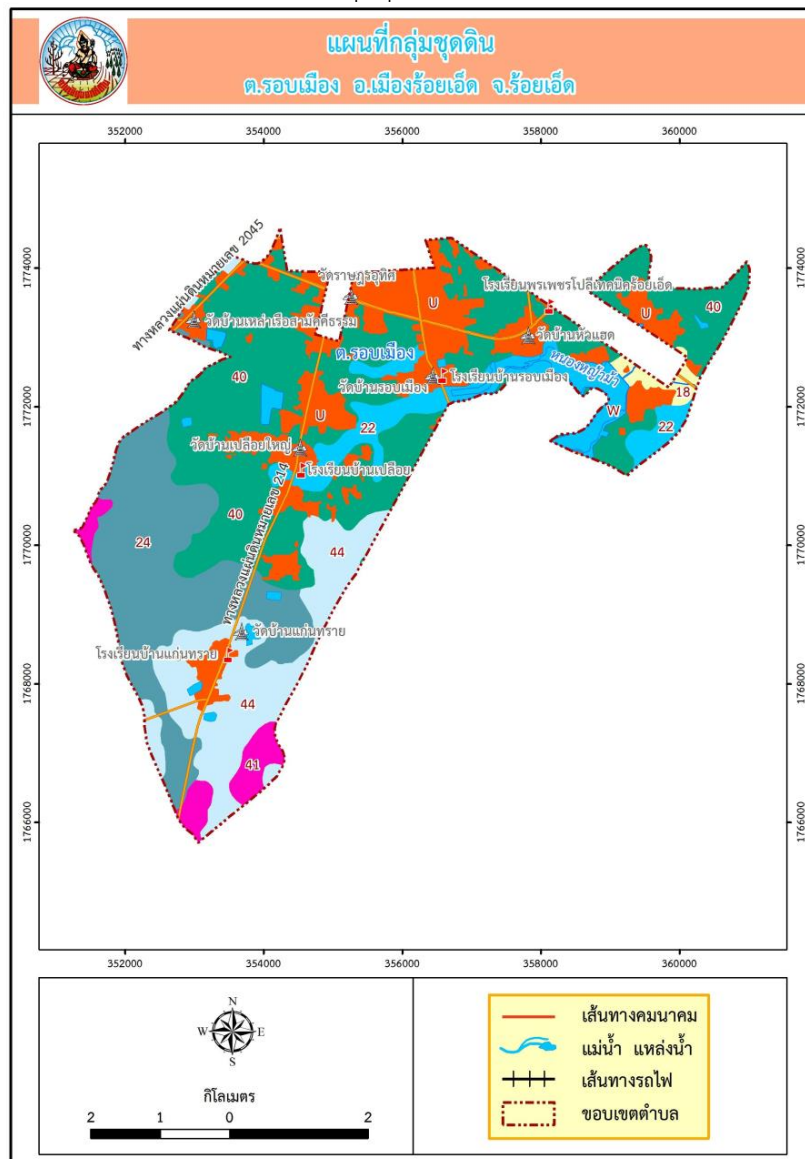 แผนที่กลุ่มชุดดิน
ต.รอบเมือง อ.เมืองร้อยเอ็ด จ.ร้อยเอ็ด
352000 354000 356000 358000 360000
1774000 1774000
1772000 1772000
1770000 1770000
1768000 1768000
1766000 1766000
ทางหลวงแผ่นดินหมายเลข 2045
วัดราษฎรอุทิศ
โรงเรียนพรเพชรโปลีเทคนิคร้อยเอ็ด
40
U
U
วัดบ้านเหล่าเรือสามัคคีธรรม
วัดบ้านหัวแฮด
ต.รอบเมือง
หนองหญ้าม้า
40
วัดบ้านรอบเมือง
โรงเรียนบ้านรอบเมือง
18
U
22
W
22
วัดบ้านเปลือยใหญ่
โรงเรียนบ้านเปลือย
ทางหลวงแผ่นดินหมายเลข 214
24
40
44
วัดบ้านแก่นทราย
โรงเรียนบ้านแก่นทราย
44
41
352000 354000 356000 358000 360000
N
W E
S
กิโลเมตร
2 1 0 2
เส้นทางคมนาคม
แม่น้ำ แหล่งน้ำ
เส้นทางรถไฟ
ขอบเขตตำบล